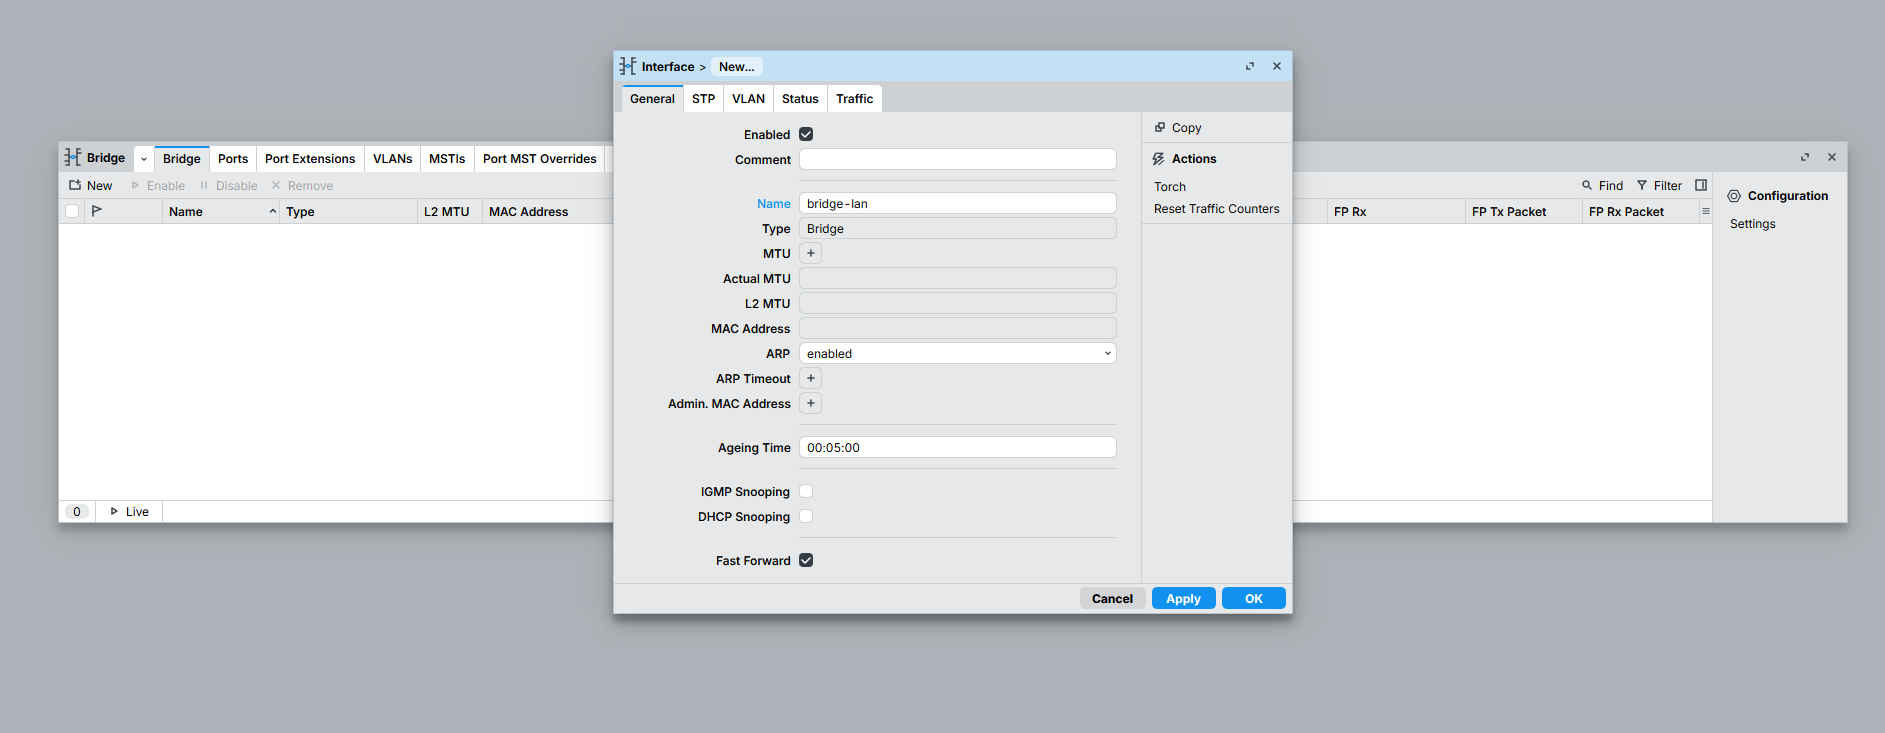 Interface > New...
General STP VLAN Status Traffic
Enabled
Comment
Name bridge-lan
Type Bridge
MTU +
Actual MTU
L2 MTU
MAC Address
ARP enabled
ARP Timeout +
Admin. MAC Address +
Ageing Time 00:05:00
IGMP Snooping
DHCP Snooping
Fast Forward
Copy
Actions
Torch
Reset Traffic Counters
Cancel Apply OK
Bridge Bridge Ports Port Extensions VLANs MSTIs Port MST Overrides
New Enable Disable Remove Find Filter
Name Type L2 MTU MAC Address FP Rx FP Tx Packet FP Rx Packet
0 Live
Configuration
Settings